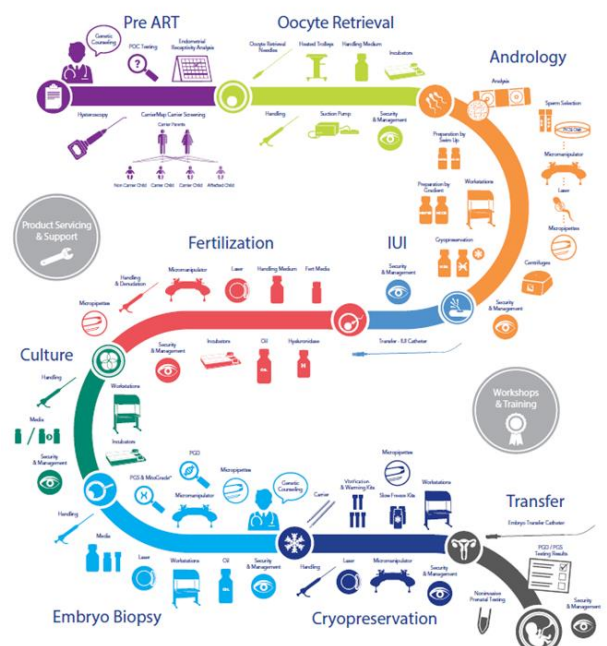 Pre ART
Oocyte Retrieval
Andrology
Genetic
Counseling
POC Testing
Endometrial
Receptivity Analysis
Oocyte Retrieval
Needles
Heated Trolleys
Handling Medium
Incubators
Analysis
Sperm Selection
Hysteroscopy
CarrierMap Carrier Screening
Carrier Parents
Non Carrier Child
Carrier Child
Carrier Child
Affected Child
Handling
Suction Pump
Security
& Management
Preparation by
Swim Up
Micromanipulator
Laser
Preparation by
Gradient
Workstations
Micropipettes
Product Servicing
& Support
Fertilization
IUI
Cryopreservation
Centrifuges
Handling
& Denudation
Micromanipulator
Laser
Handling Medium
Fert Media
Security
& Management
Security
& Management
Micropipettes
Security
& Management
Incubators
Oil
OIL
Hyaluronidase
H
Transfer - IUI Catheter
Culture
Handling
Workstations
Media
Incubators
Security
& Management
Workshops
& Training
PGD
PGS & MitoGrade
Micropipettes
Micromanipulator
Genetic
Counseling
Carrier
Vitrification
& Warming Kits
Micropipettes
Slow Freeze Kits
Workstations
Transfer
Embryo Transfer Catheter
Handling
Media
Laser
Workstations
Oil
OIL
Security
& Management
Handling
Laser
Micromanipulator
Security
& Management
PGD / PGS
Testing Results
Noninvasive
Prenatal Testing
Security
& Management
Embryo Biopsy
Cryopreservation